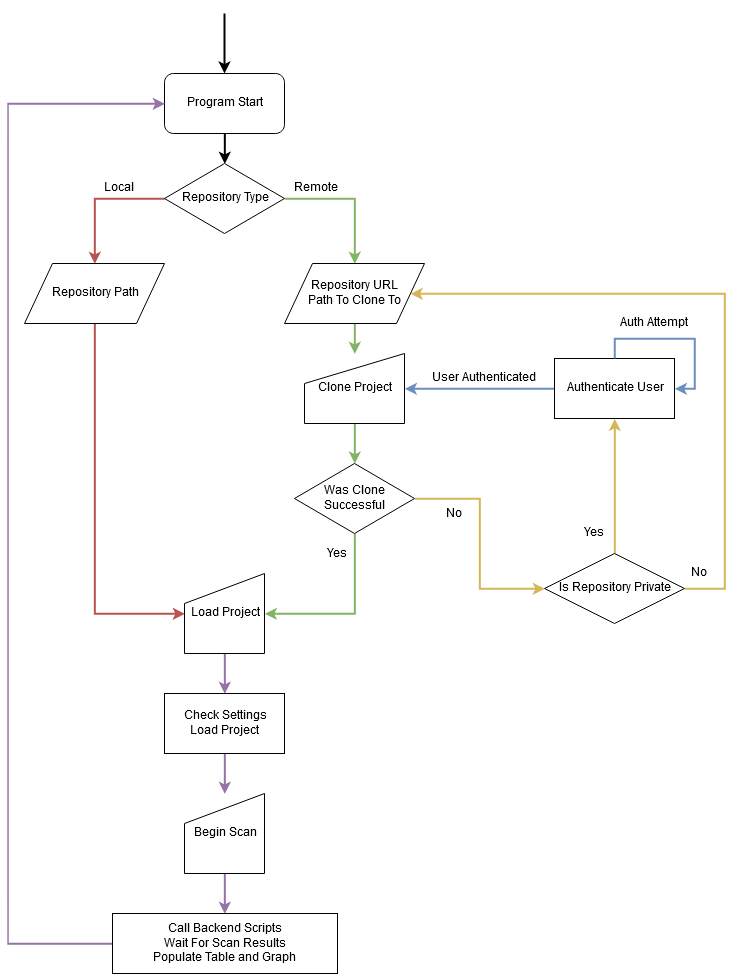 Program Start
Repository Type
Local
Remote
Repository Path
Repository URL
Path To Clone To
Auth Attempt
Clone Project
User Authenticated
Authenticate User
Was Clone
Successful
No
Yes
Yes
Is Repository Private
No
Load Project
Check Settings
Load Project
Begin Scan
Call Backend Scripts
Wait For Scan Results
Populate Table and Graph